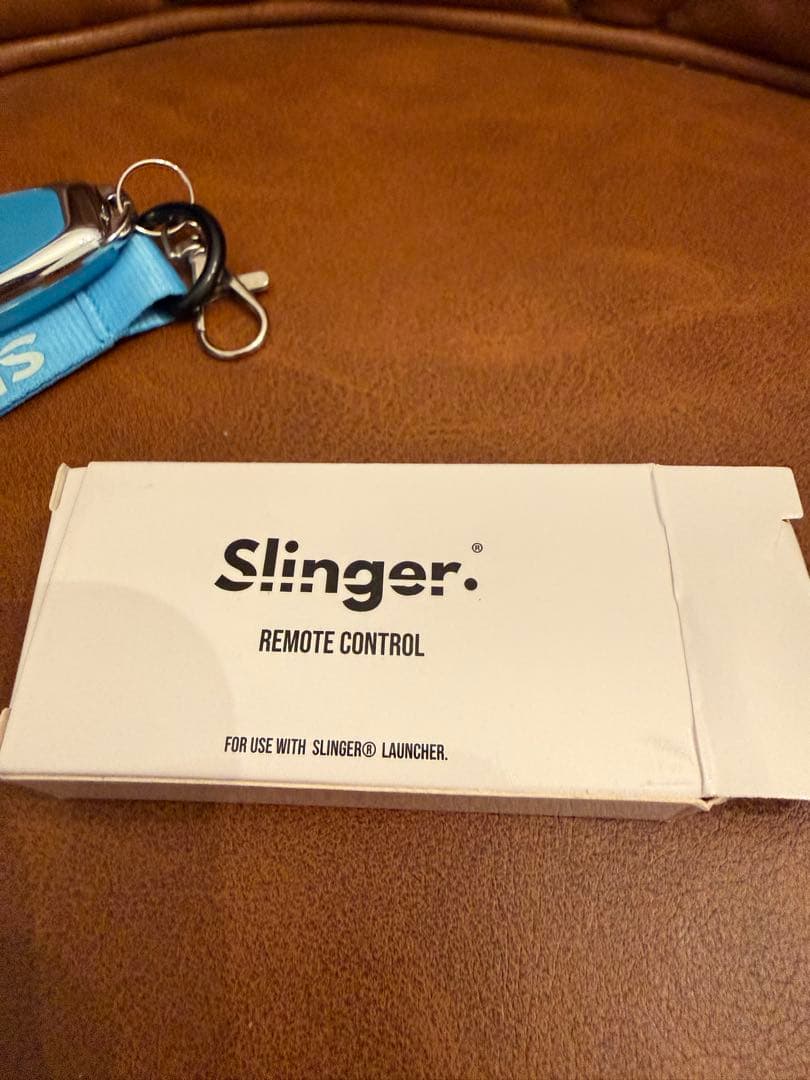 Slinger.®
REMOTE CONTROL
FOR USE WITH SLINGER® LAUNCHER.